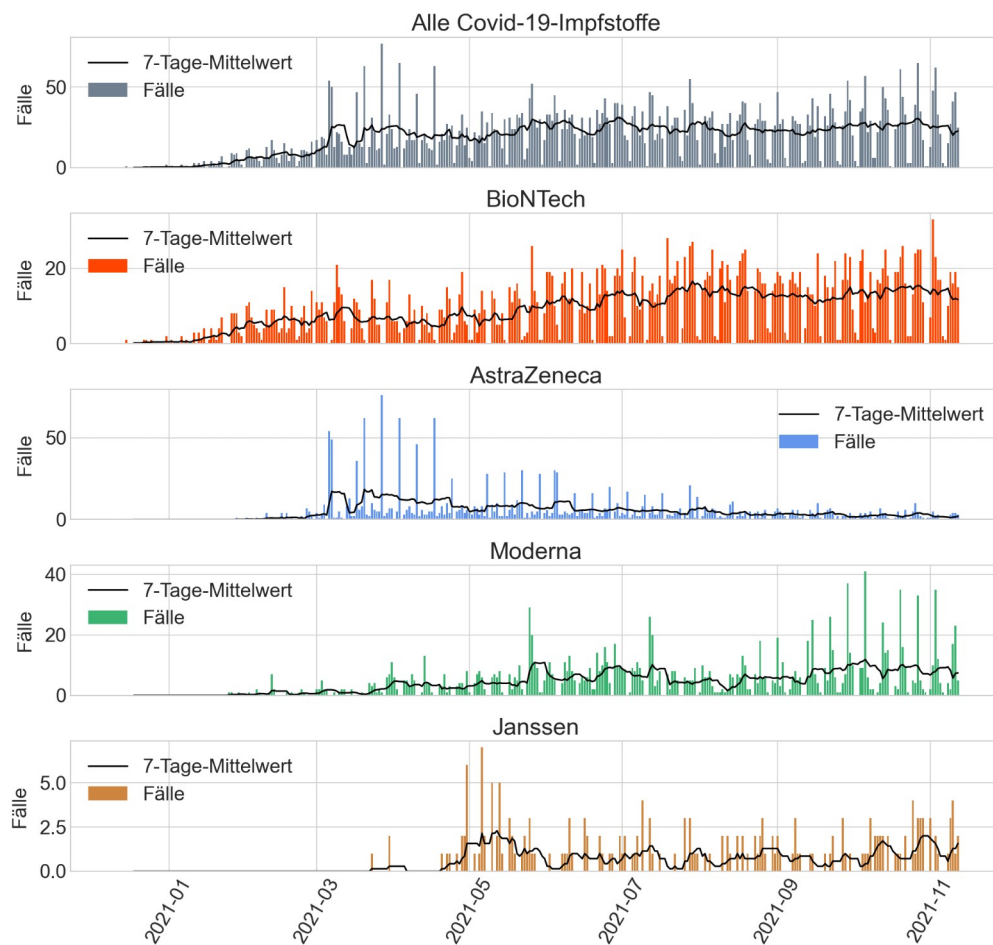 Alle Covid-19-Impfstoffe
Fälle
50
0
7-Tage-Mittelwert
Fälle
BioNTech
Fälle
20
0
7-Tage-Mittelwert
Fälle
AstraZeneca
Fälle
50
0
7-Tage-Mittelwert
Fälle
Moderna
Fälle
40
20
0
7-Tage-Mittelwert
Fälle
Janssen
Fälle
5.0
2.5
0.0
7-Tage-Mittelwert
Fälle
2021-01
2021-03
2021-05
2021-07
2021-09
2021-11